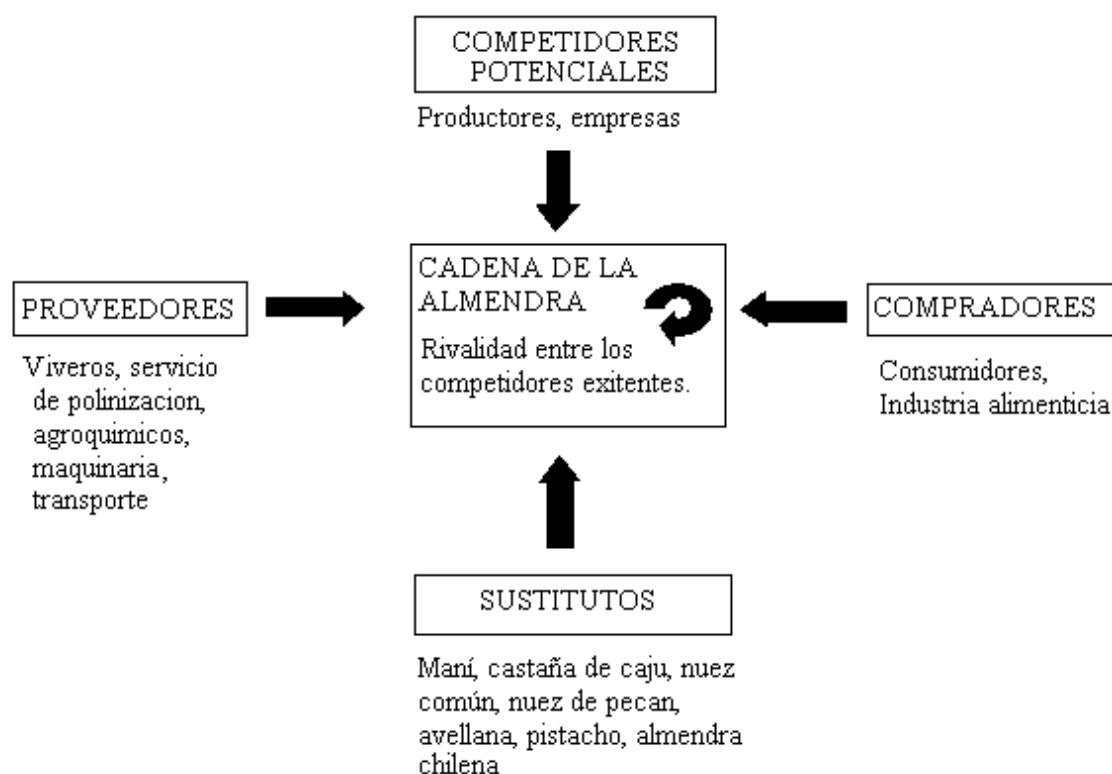 COMPETIDORES
POTENCIALES
Productores, empresas
CADENA DE LA
ALMENDRA
Rivalidad entre los
competidores exitentes.
PROVEEDORES
Viveros, servicio
de polinizacion,
agroquimicos,
maquinaria,
transporte
COMPRADORES
Consumidores,
Industria alimenticia
SUSTITUTOS
Maní, castaña de caju, nuez
común, nuez de pecan,
avellana, pistacho, almendra
chilena